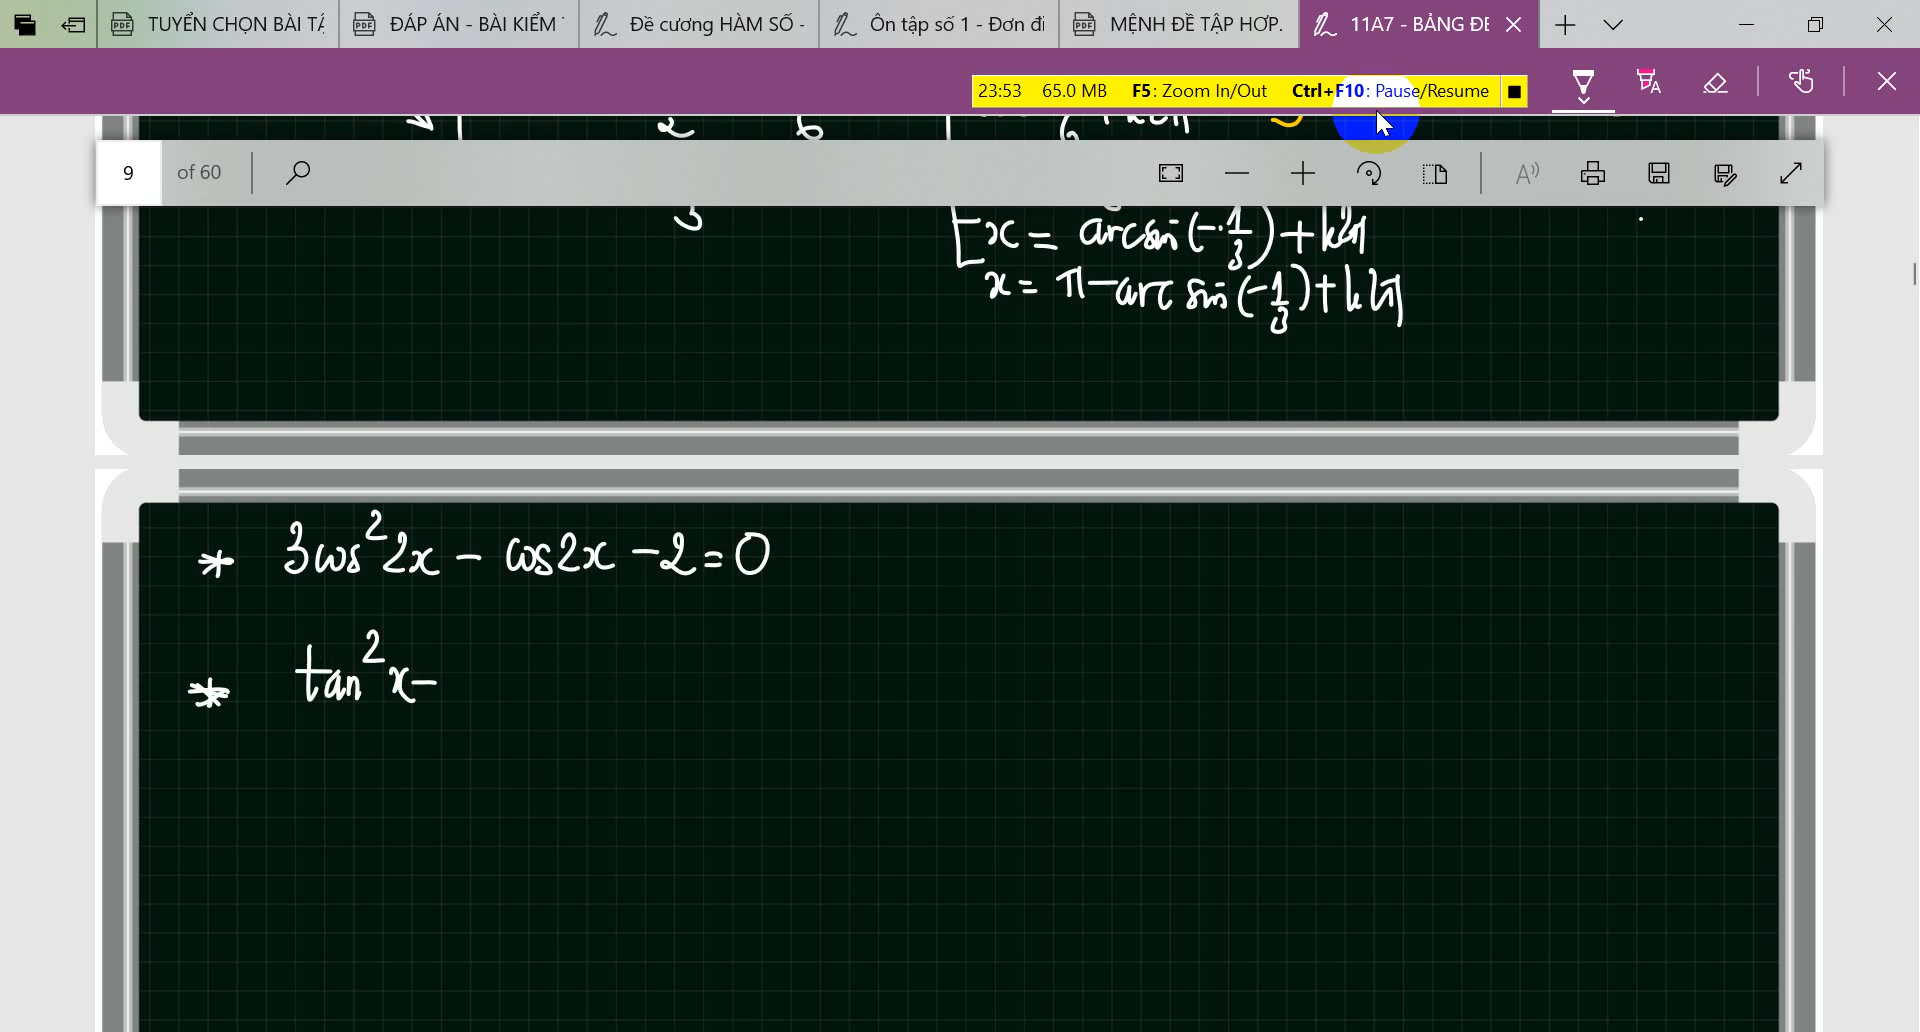 TUYỂN CHỌN BÀI TẬ
ĐÁP ÁN - BÀI KIỂM T
Đề cương HÀM SỐ -
Ôn tập số 1 - Đơn đi
MỆNH ĐỀ TẬP HỢP.
11A7 - BẢNG ĐE
23:53 65.0 MB F5: Zoom In/Out Ctrl+F10: Pause/Resume
9 of 60
x = arcsin(-1/3) + k2π
x = π - arcsin(-1/3) + k2π
* 3cos²2x - cos2x - 2 = 0
* tan²x -